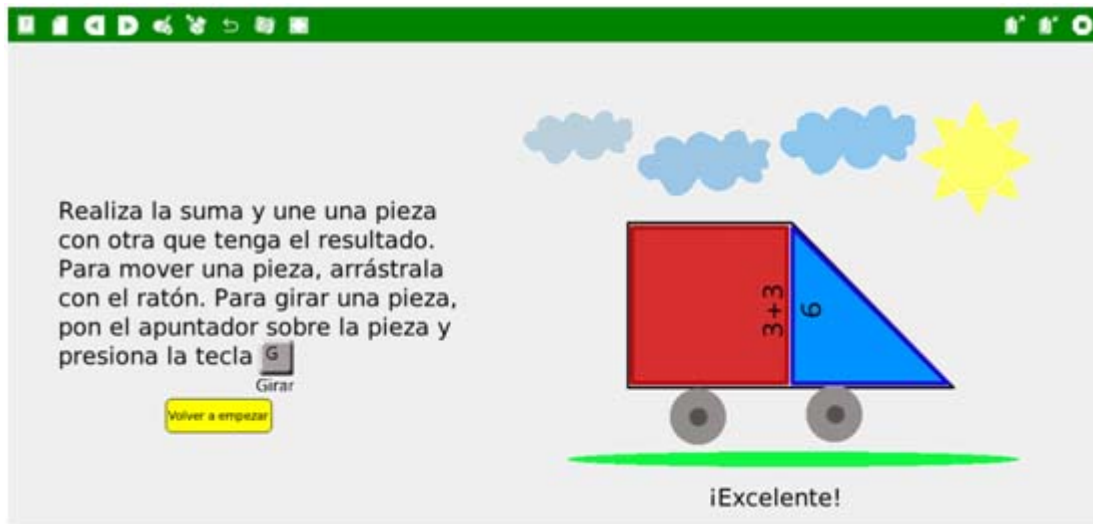 Realiza la suma y une una pieza
con otra que tenga el resultado.
Para mover una pieza, arrástrala
con el ratón. Para girar una pieza,
pon el apuntador sobre la pieza y
presiona la tecla G
Girar
Volver a empezar
3+3
6
¡Excelente!